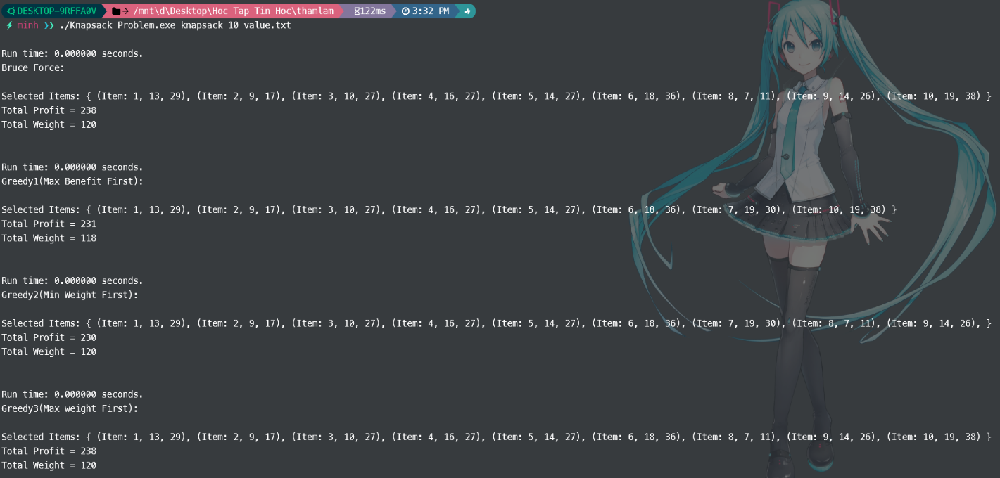 DESKTOP-9RFFA0V /mnt\d\Desktop\Hoc Tap Tin Hoc\thamlam 122ms 3:32 PM
minh ❯❯ ./Knapsack_Problem.exe knapsack_10_value.txt
Run time: 0.000000 seconds.
Bruce Force:
Selected Items: { (Item: 1, 13, 29), (Item: 2, 9, 17), (Item: 3, 10, 27), (Item: 4, 16, 27), (Item: 5, 14, 27), (Item: 6, 18, 36), (Item: 8, 7, 11), (Item: 9, 14, 26), (Item: 10, 19, 38) }
Total Profit = 238
Total Weight = 120
Run time: 0.000000 seconds.
Greedy1(Max Benefit First):
Selected Items: { (Item: 1, 13, 29), (Item: 2, 9, 17), (Item: 3, 10, 27), (Item: 4, 16, 27), (Item: 5, 14, 27), (Item: 6, 18, 36), (Item: 7, 19, 30), (Item: 10, 19, 38) }
Total Profit = 231
Total Weight = 118
Run time: 0.000000 seconds.
Greedy2(Min Weight First):
Selected Items: { (Item: 1, 13, 29), (Item: 2, 9, 17), (Item: 3, 10, 27), (Item: 4, 16, 27), (Item: 5, 14, 27), (Item: 6, 18, 36), (Item: 7, 19, 30), (Item: 8, 7, 11), (Item: 9, 14, 26), }
Total Profit = 230
Total Weight = 120
Run time: 0.000000 seconds.
Greedy3(Max weight First):
Selected Items: { (Item: 1, 13, 29), (Item: 2, 9, 17), (Item: 3, 10, 27), (Item: 4, 16, 27), (Item: 5, 14, 27), (Item: 6, 18, 36), (Item: 8, 7, 11), (Item: 9, 14, 26), (Item: 10, 19, 38) }
Total Profit = 238
Total Weight = 120